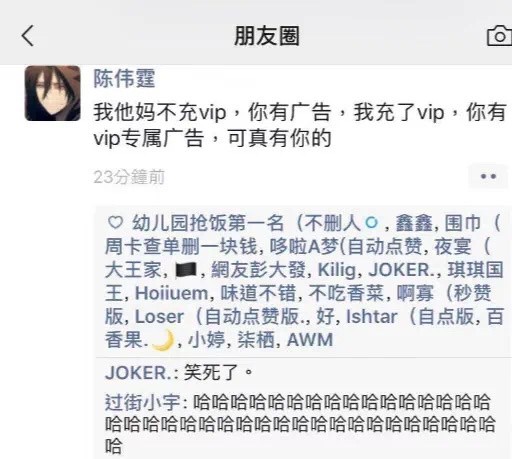 朋友圈
陈伟霆
我他妈不充vip，你有广告，我充了vip，你有
vip专属广告，可真有你的
23分鐘前
幼儿园抢饭第一名（不删人, 鑫鑫, 围巾（
周卡查单删一块钱, 哆啦A梦(自动点赞, 夜宴（
大王家, 🏴, 網友彭大發, Kilig, JOKER., 琪琪国
王, Hoiiuem, 味道不错, 不吃香菜, 啊寡（秒赞
版, Loser（自动点赞版., 好, Ishtar（自点版, 百
香果.🌙, 小婷, 柒栖, AWM
JOKER.: 笑死了。
过街小宇: 哈哈哈哈哈哈哈哈哈哈哈哈哈哈哈哈
哈哈哈哈哈哈哈哈哈哈哈哈哈哈哈哈哈哈哈哈哈
哈